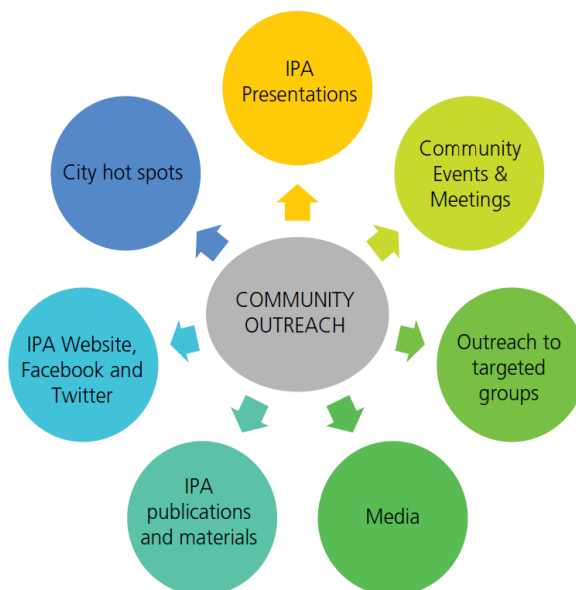 IPA
Presentations
Community
Events &
Meetings
Outreach to
targeted
groups
Media
IPA
publications
and materials
IPA Website,
Facebook and
Twitter
City hot spots
COMMUNITY
OUTREACH